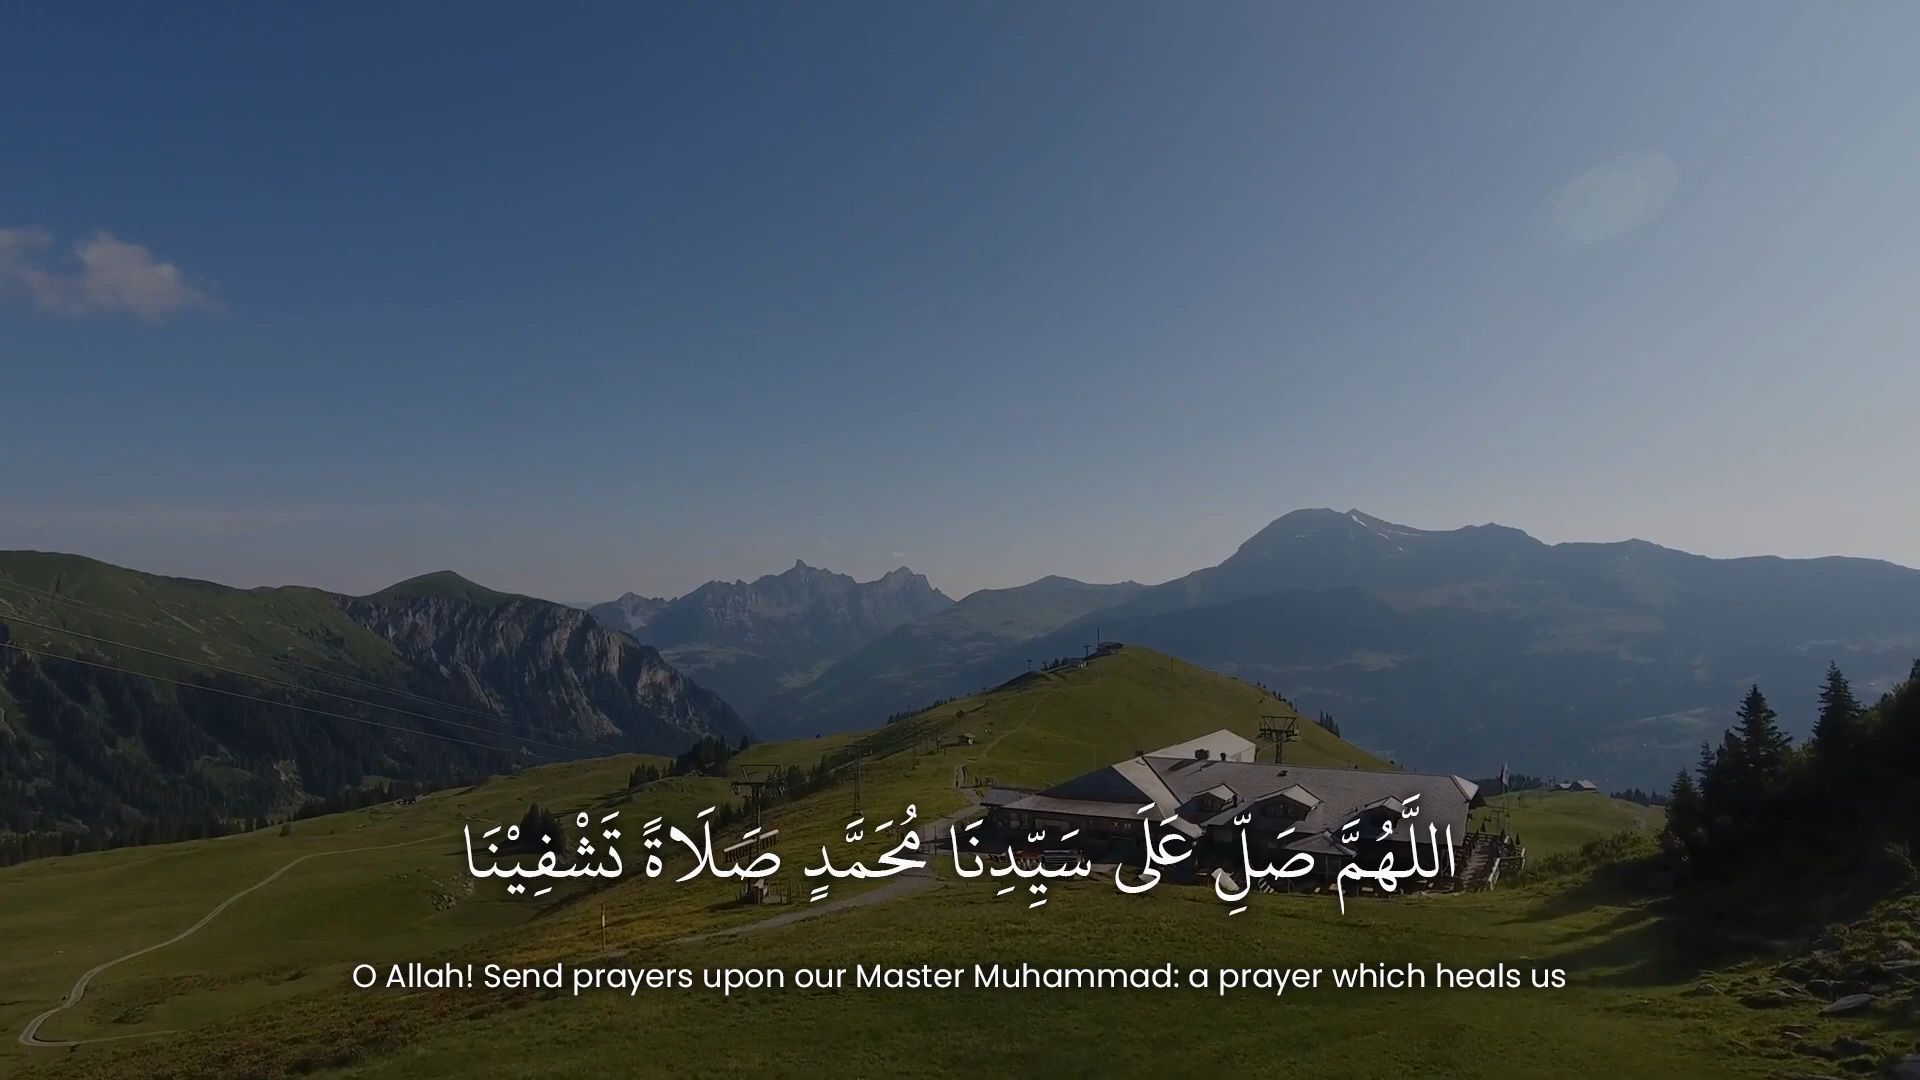 اللَّهُمَّ صَلِّ عَلَى سَيِّدِنَا مُحَمَّدٍ صَلَاةً تَشْفِيْنَا
O Allah! Send prayers upon our Master Muhammad: a prayer which heals us